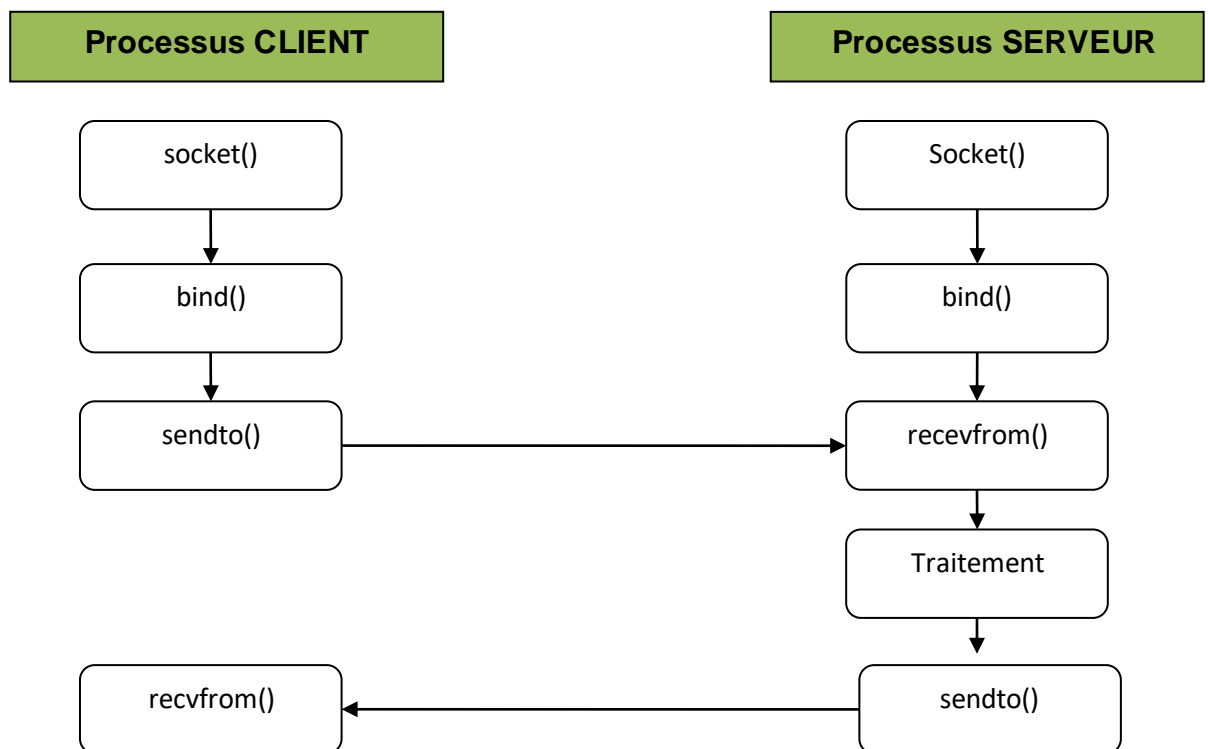 Processus CLIENT
Processus SERVEUR
socket()
Socket()
bind()
bind()
sendto()
recevfrom()
Traitement
recvfrom()
sendto()